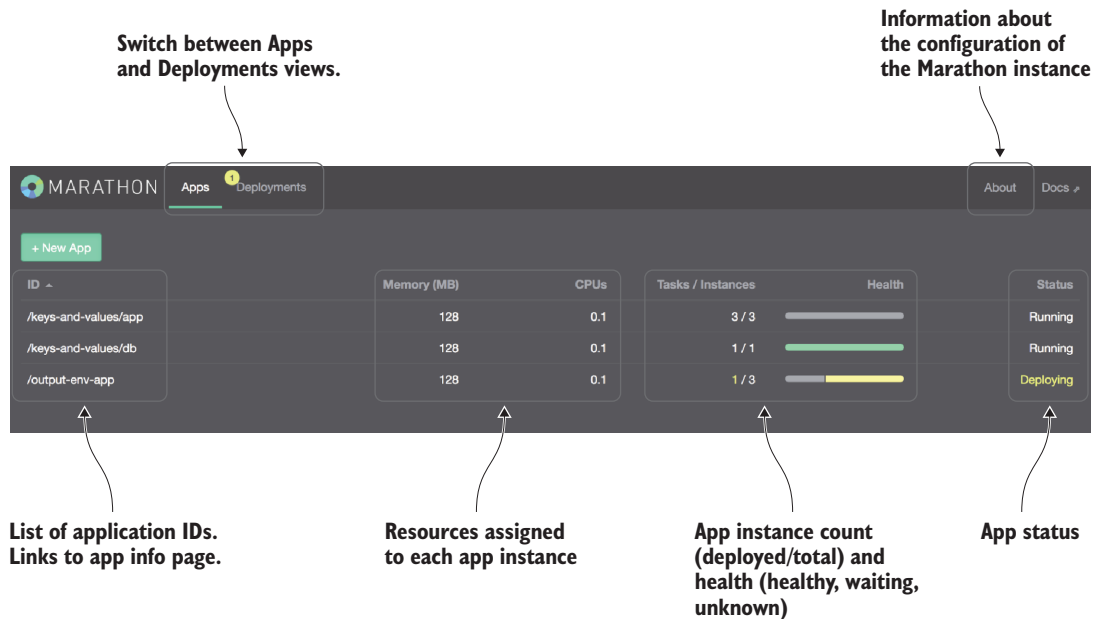 Switch between Apps
and Deployments views.
Information about
the configuration of
the Marathon instance
MARATHON Apps 1 Deployments About Docs
+ New App
ID Memory (MB) CPUs Tasks / Instances Health Status
/keys-and-values/app 128 0.1 3 / 3 Running
/keys-and-values/db 128 0.1 1 / 1 Running
/output-env-app 128 0.1 1 / 3 Deploying
List of application IDs.
Links to app info page.
Resources assigned
to each app instance
App instance count
(deployed/total) and
health (healthy, waiting,
unknown)
App status